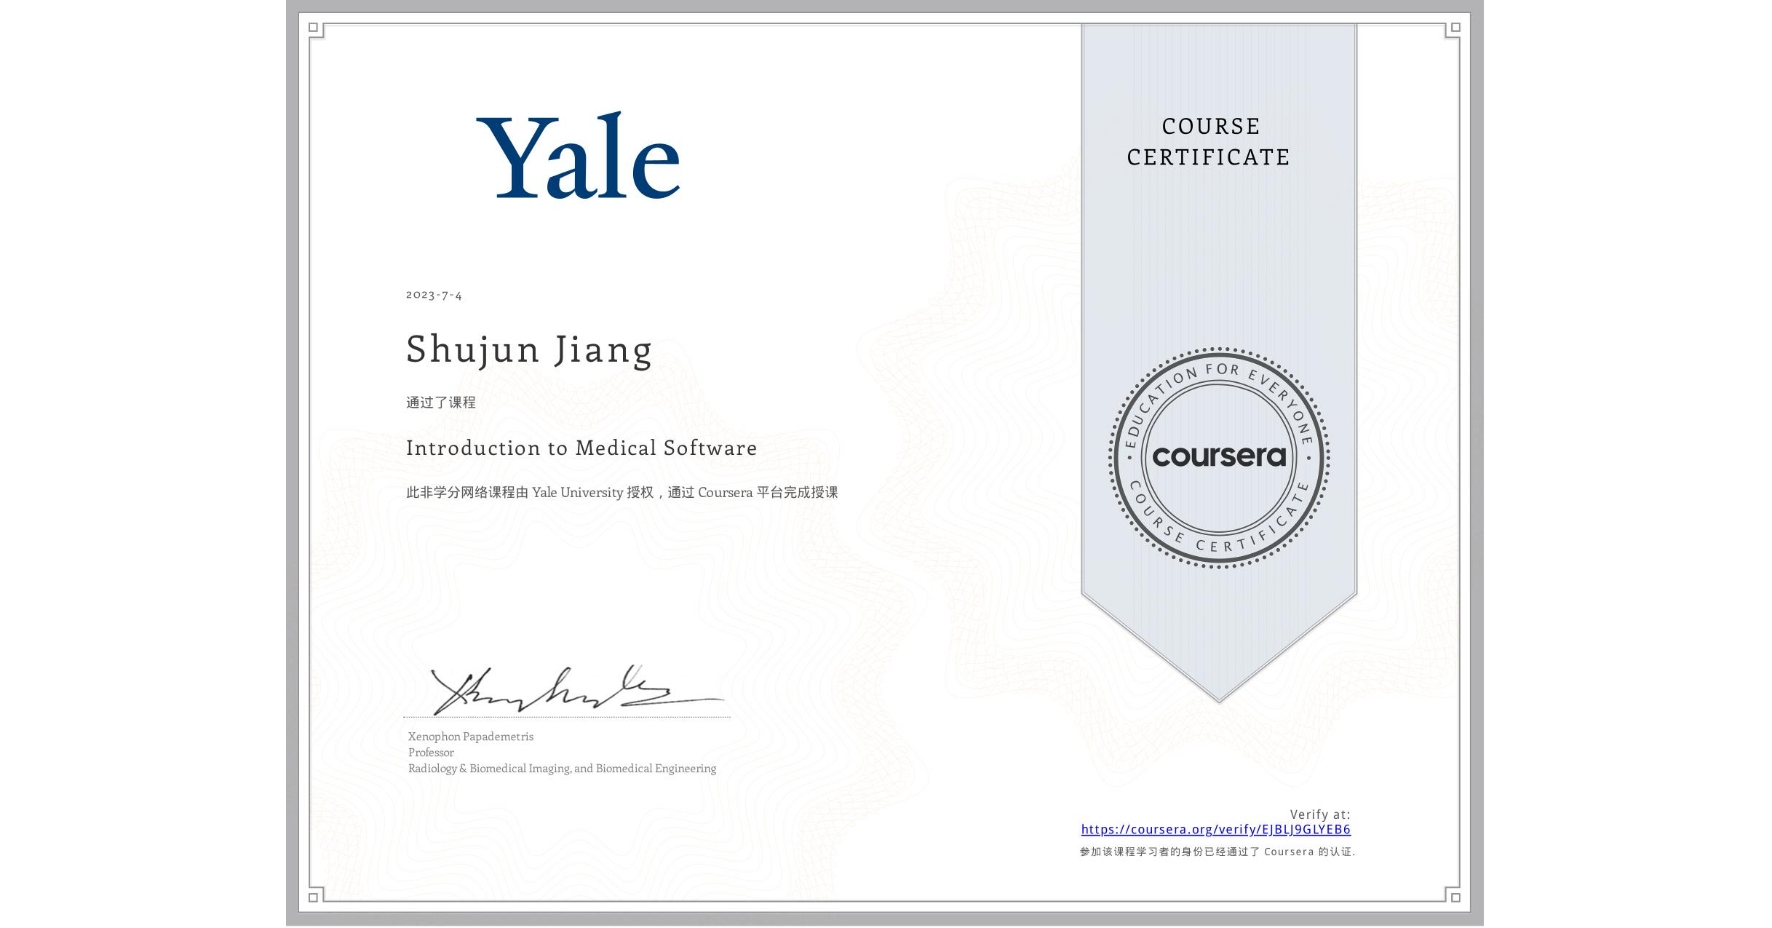 Yale
COURSE
CERTIFICATE
2023-7-4
Shujun Jiang
通过了课程
Introduction to Medical Software
此非学分网络课程由 Yale University 授权，通过 Coursera 平台完成授课
EDUCATION FOR EVERYONE
coursera
COURSE CERTIFICATE
Xenophon Papademetris
Professor
Radiology & Biomedical Imaging, and Biomedical Engineering
Verify at:
https://coursera.org/verify/EJBLJ9GLYEB6
参加该课程学习者的身份已经通过了 Coursera 的认证.